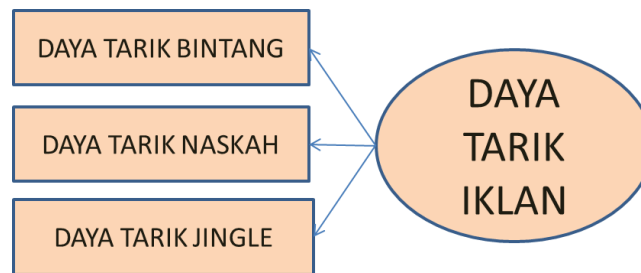 DAYA TARIK BINTANG
DAYA TARIK NASKAH
DAYA TARIK JINGLE
DAYA
TARIK
IKLAN